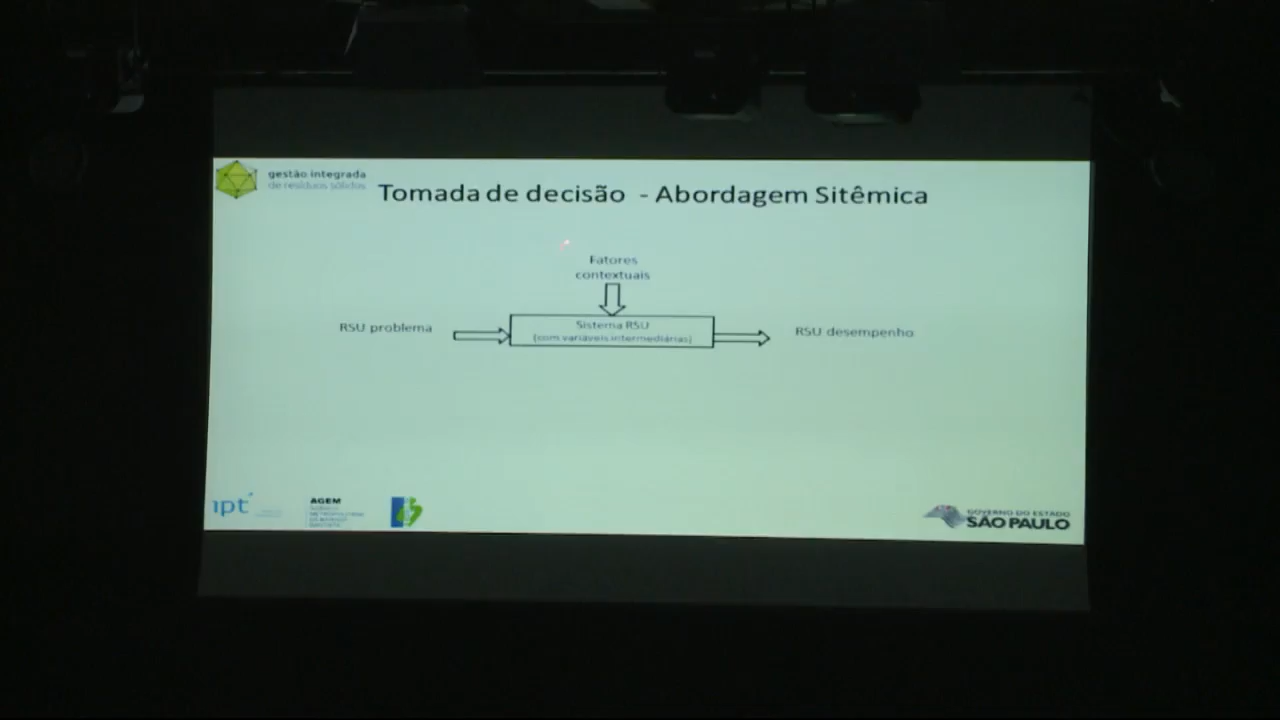 gestão integrada
de resíduos sólidos
Tomada de decisão - Abordagem Sitêmica
Fatores
contextuais
RSU problema
Sistema RSU
(com variáveis intermediárias)
RSU desempenho
ipt
AGEM
GOVERNO DO ESTADO
SÃO PAULO